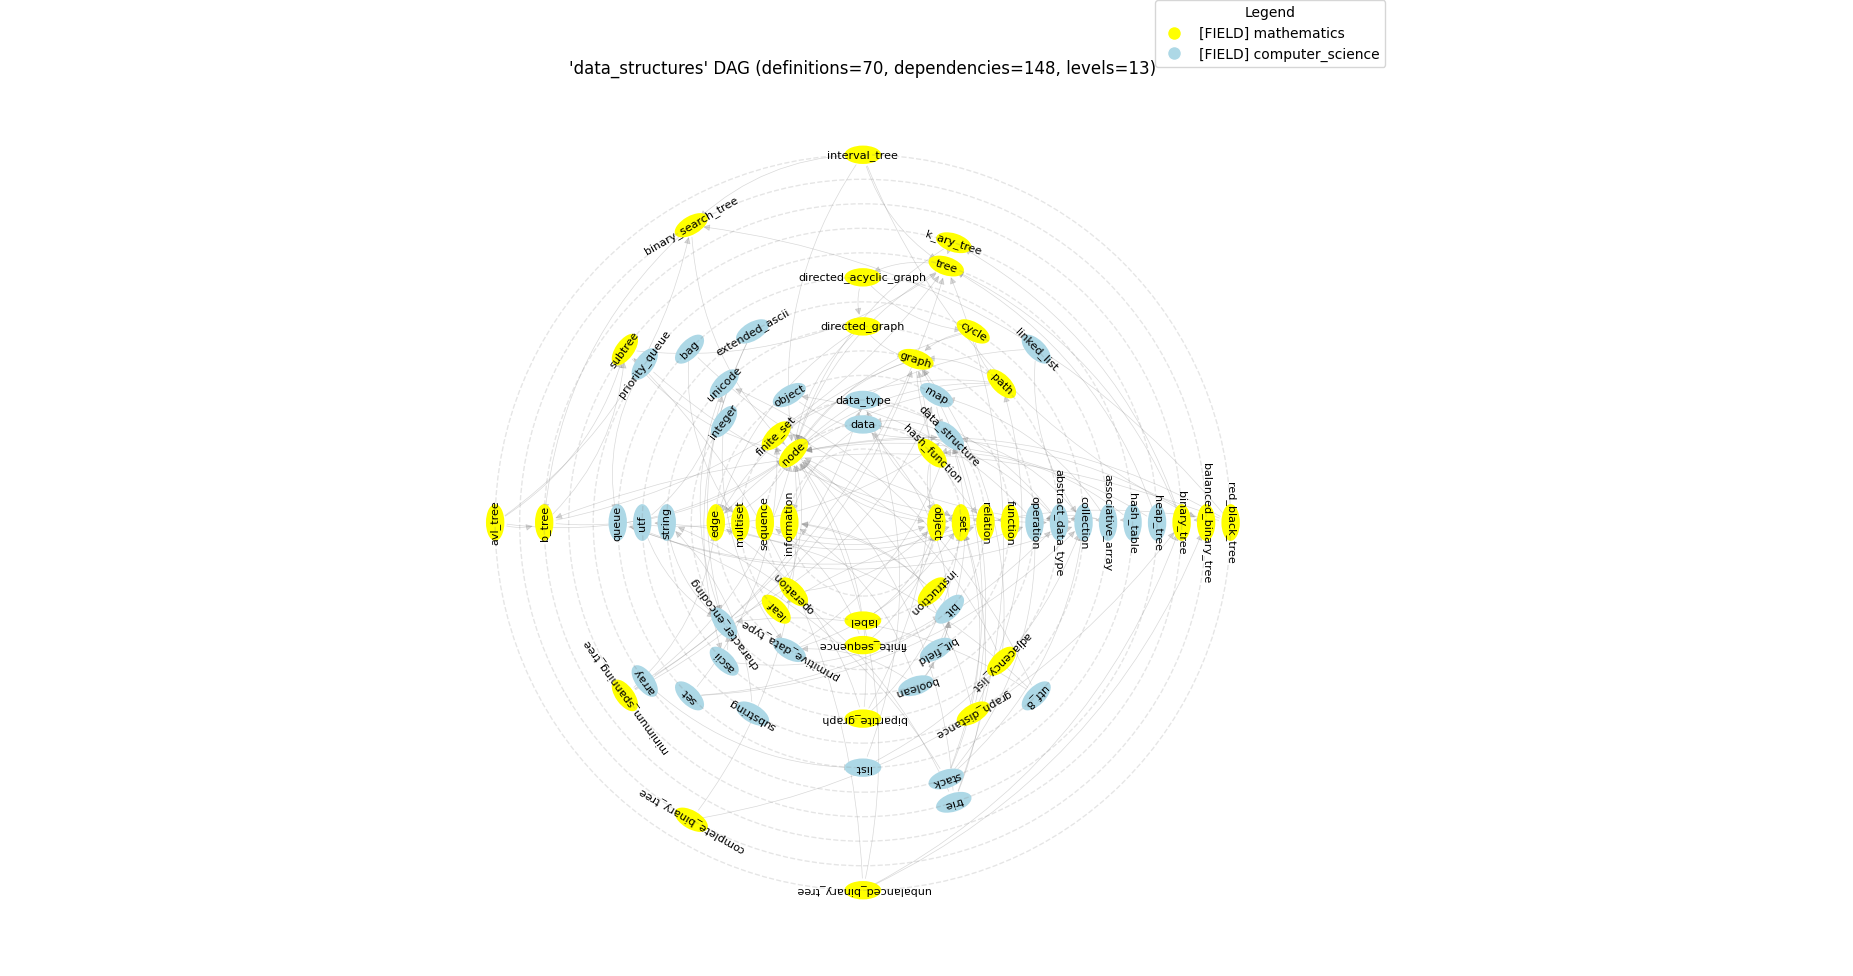 Legend
[FIELD] mathematics
[FIELD] computer_science
'data_structures' DAG (definitions=70, dependencies=148, levels=13)
interval_tree
binary_search_tree
k_ary_tree
tree
directed_acyclic_graph
extended_ascii
directed_graph
cycle
linked_list
subtree
priority_queue
bag
graph
unicode
object
data_type
map
path
integer
finite_set
data
data_structure
node
hash_function
avl_tree
b_tree
queue
utf
string
edge
multiset
sequence
information
object
set
relation
function
operation
abstract_data_type
collection
associative_array
hash_table
heap_tree
binary_tree
balanced_binary_tree
red_black_tree
operation
instruction
leaf
label
bit
character_encoding
primitive_data_type
finite_sequence
bit_field
adjacency_list
ascii
boolean
minimum_spanning_tree
array
set
substring
bipartite_graph
graph_distance
utf_8
list
stack
trie
complete_binary_tree
unbalanced_binary_tree